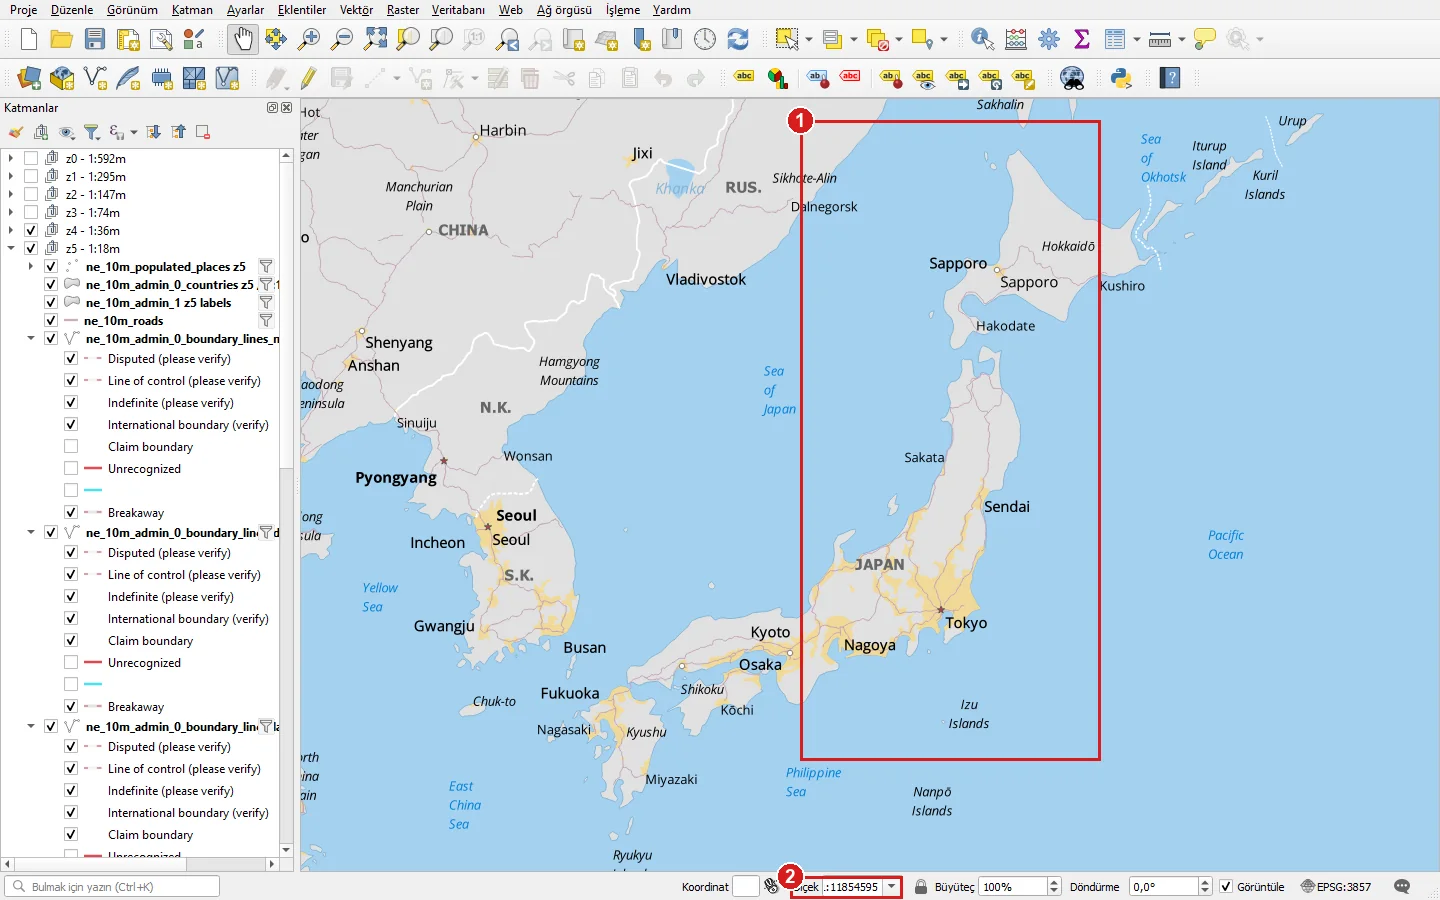 Proje Düzenle Görünüm Katman Ayarlar Eklentiler Vektör Raster Veritabanı Web Ağ örgüsü İşleme Yardım
Katmanlar
z0 - 1:592m
z1 - 1:295m
z2 - 1:147m
z3 - 1:74m
z4 - 1:36m
z5 - 1:18m
ne_10m_populated_places z5
ne_10m_admin_0_countries z5
ne_10m_admin_1 z5 labels
ne_10m_roads
ne_10m_admin_0_boundary_lines_n
Disputed (please verify)
Line of control (please verify)
Indefinite (please verify)
International boundary (verify)
Claim boundary
Unrecognized
Breakaway
ne_10m_admin_0_boundary_line
Disputed (please verify)
Line of control (please verify)
Indefinite (please verify)
International boundary (verify)
Claim boundary
Unrecognized
Breakaway
ne_10m_admin_0_boundary_line
Disputed (please verify)
Line of control (please verify)
Indefinite (please verify)
International boundary (verify)
Claim boundary
Unrecognized
1
Sakhalin
Urup
Harbin
Jixi
Sea
of
Okhotsk
Iturup
Island
Kuril
Islands
Manchurian
Plain
Khanka
RUS.
Sikhote-Alin
Dalnegorsk
CHINA
Hokkaidō
Sapporo
Sapporo
Kushiro
Vladivostok
Hakodate
Shenyang
Anshan
Hamgyong
Mountains
Sea
of
Japan
N.K.
Sinuiju
Wonsan
Pyongyang
Sakata
Sendai
Seoul
Seoul
Incheon
S.K.
JAPAN
Pacific
Ocean
Yellow
Sea
Gwangju
Busan
Kyoto
Osaka
Nagoya
Tokyo
Fukuoka
Shikoku
Kōchi
Chuk-to
Nagasaki
Kyushu
Izu
Islands
Miyazaki
Philippine
Sea
Nanpō
Islands
East
China
Sea
Ryukyu
Islands
2
Bulmak için yazın (Ctrl+K)
Koordinat
:11854595
Büyüteç 100%
Döndürme 0,0°
Görüntüle
EPSG:3857